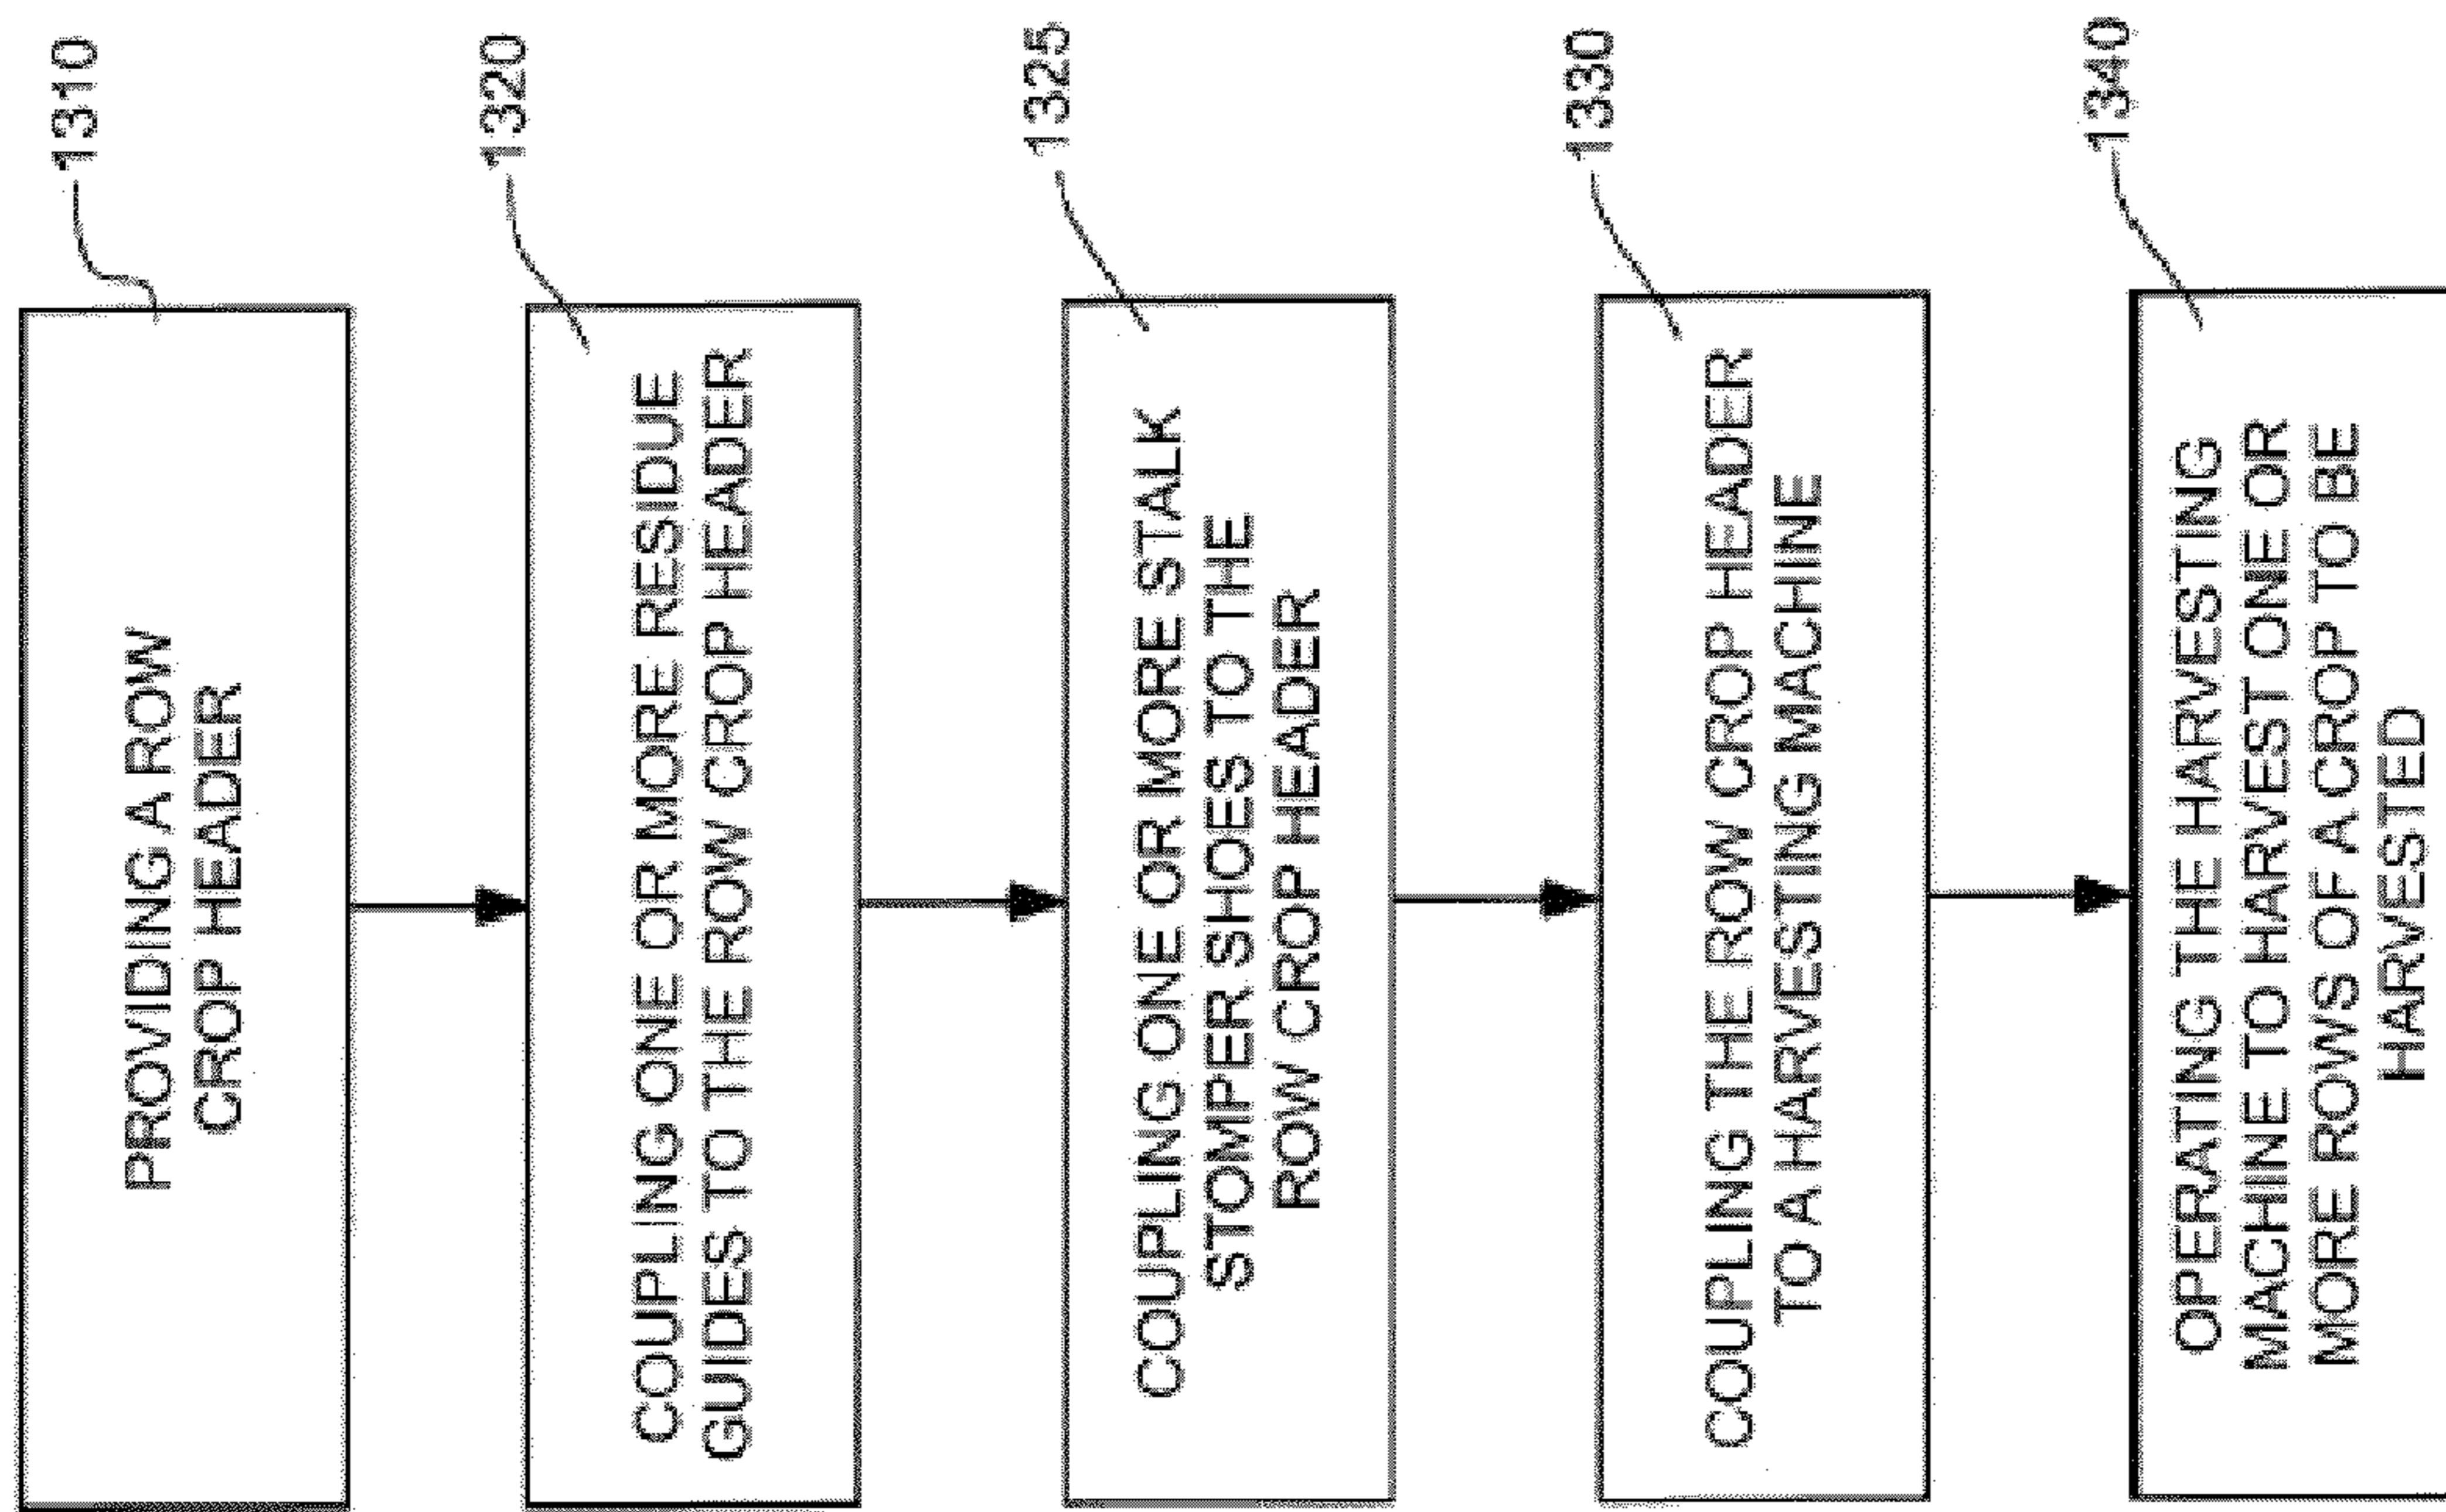 1310
PROVIDING A ROW
CROP HEADER
1320
COUPLING ONE OR MORE RESIDUE
GUIDES TO THE ROW CROP HEADER
1325
COUPLING ONE OR MORE STALK
STOMPER SHOES TO THE
ROW CROP HEADER
1330
COUPLING THE ROW CROP HEADER
TO A HARVESTING MACHINE
1340
OPERATING THE HARVESTING
MACHINE TO HARVEST ONE OR
MORE ROWS OF A CROP TO BE
HARVESTED